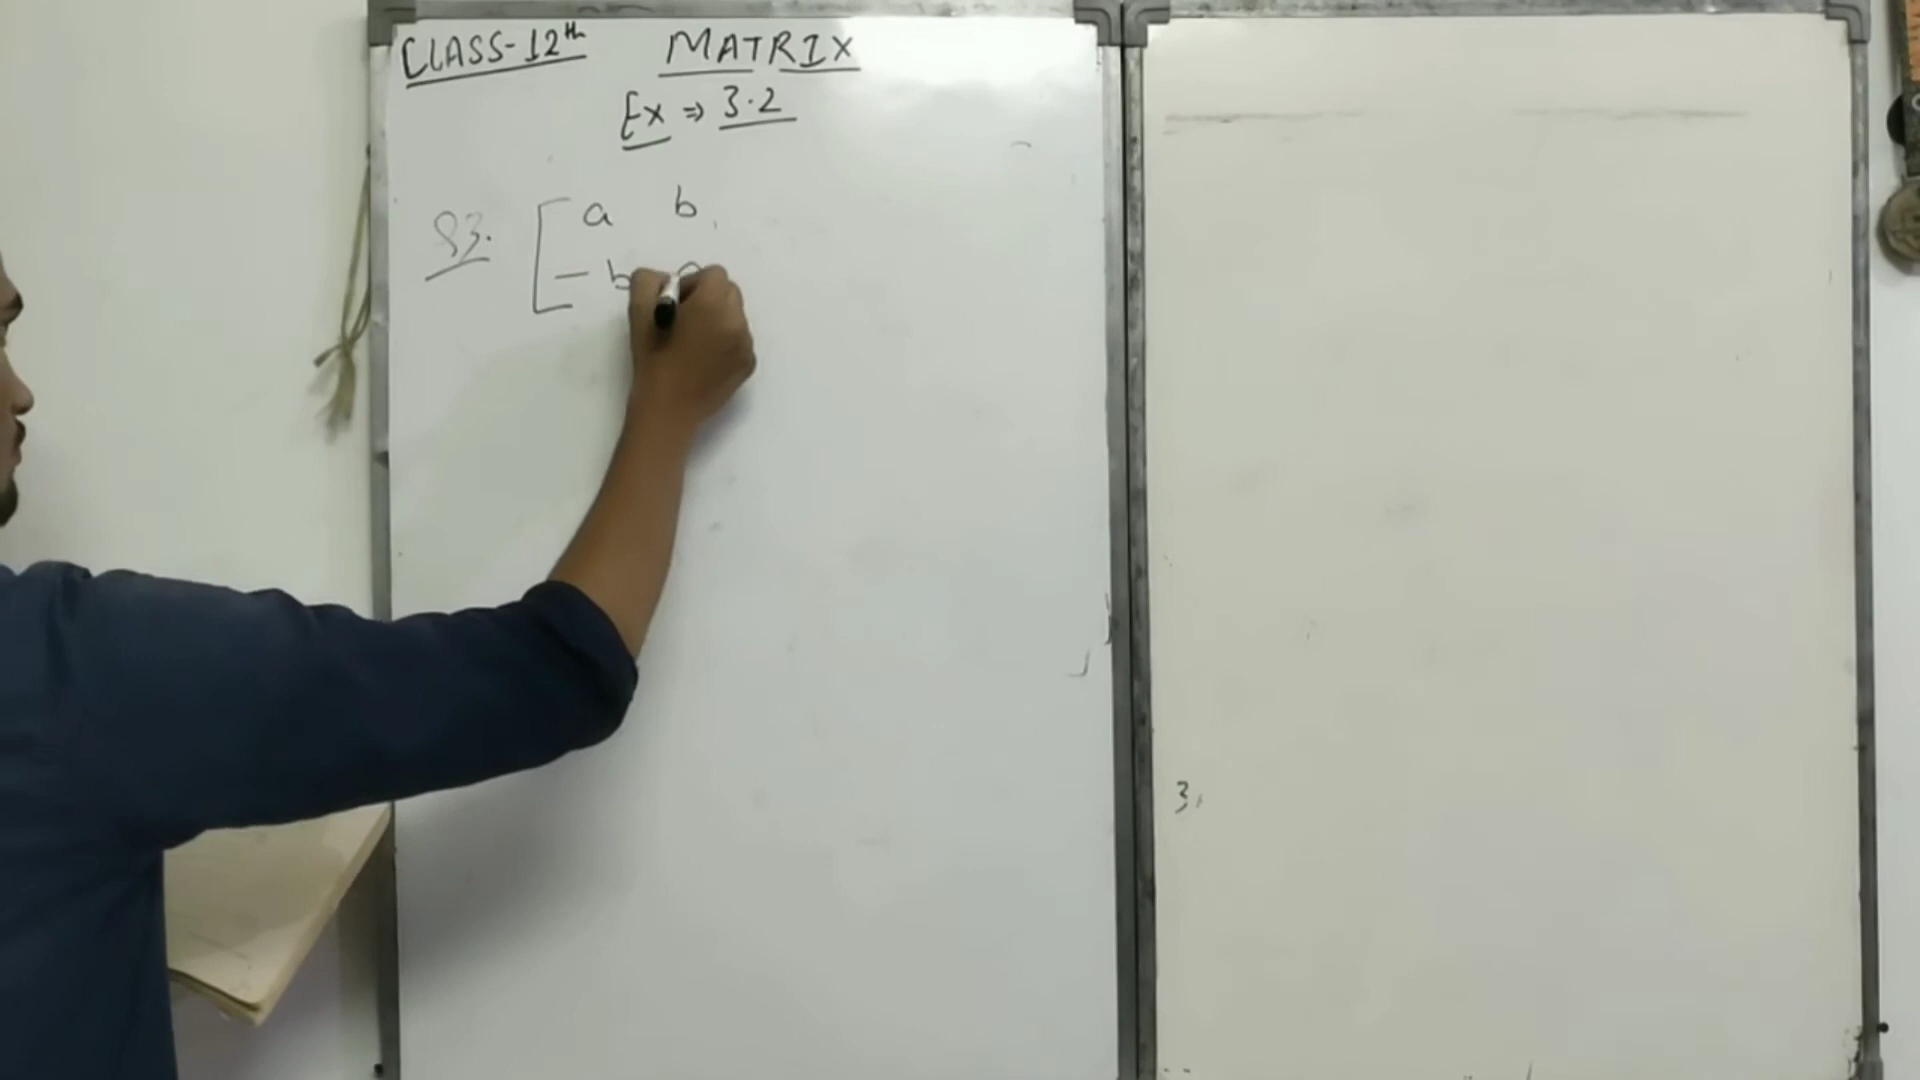 CLASS-12th MATRIX
Ex ⇒ 3.2
Q3. [ a b
- b
3